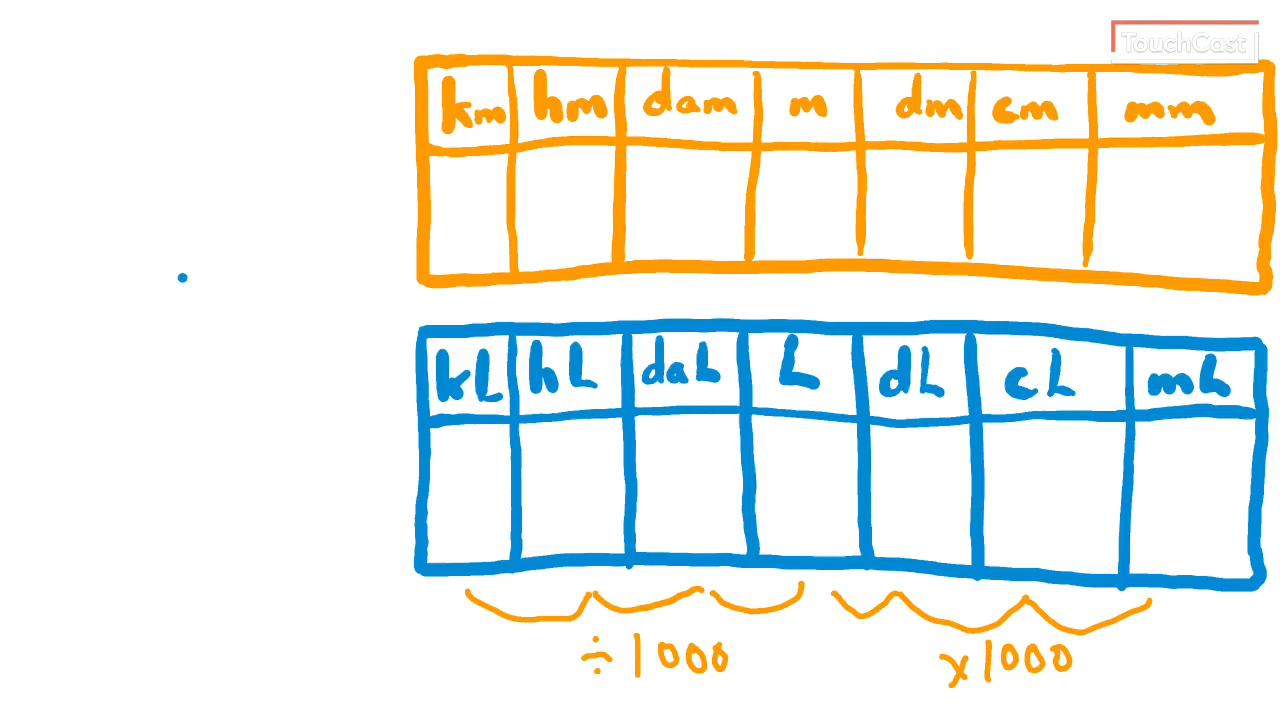 TouchCast
km hm dam m dm cm mm
kL hL daL L dL cL mL
÷1000 x1000